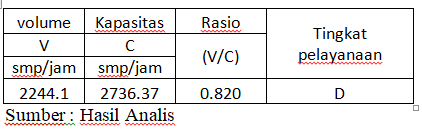 volume Kapasitas Rasio Tingkat pelayanaan
V C (V/C)
smp/jam smp/jam
2244.1 2736.37 0.820 D
Sumber : Hasil Analis